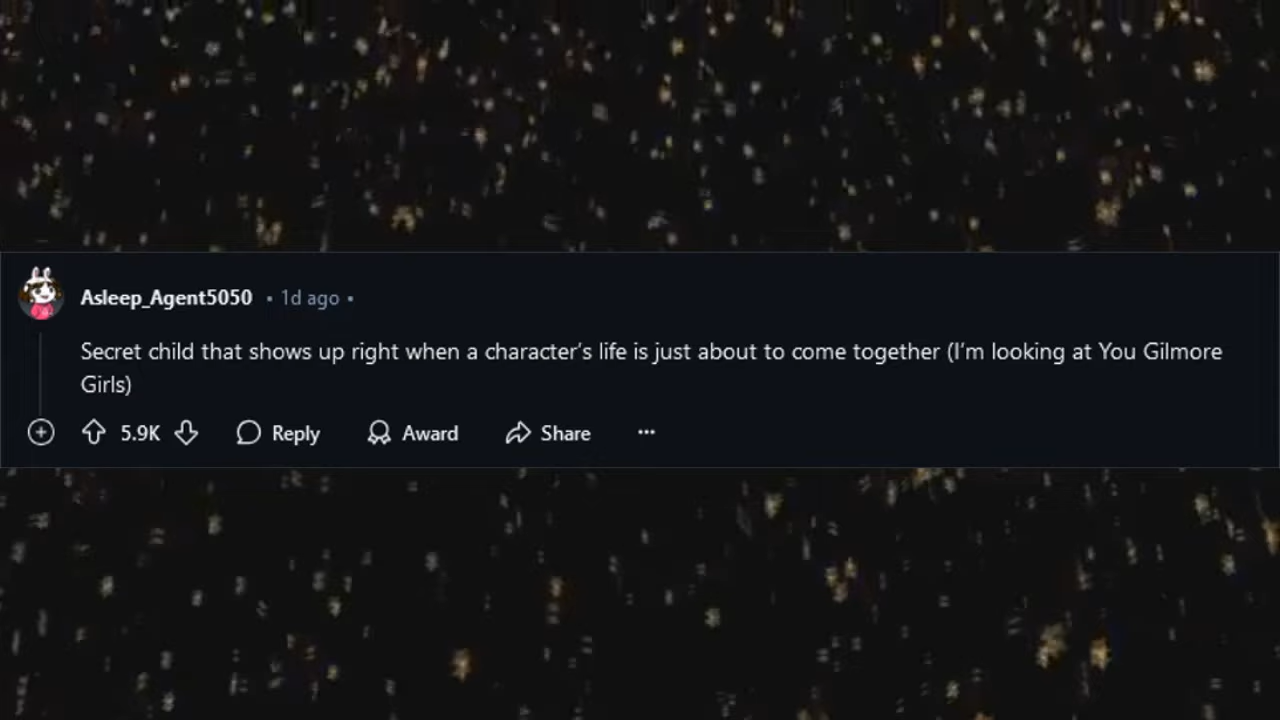 Asleep_Agent5050 • 1d ago •
Secret child that shows up right when a character's life is just about to come together (I'm looking at You Gilmore
Girls)
5.9K Reply Award Share ...